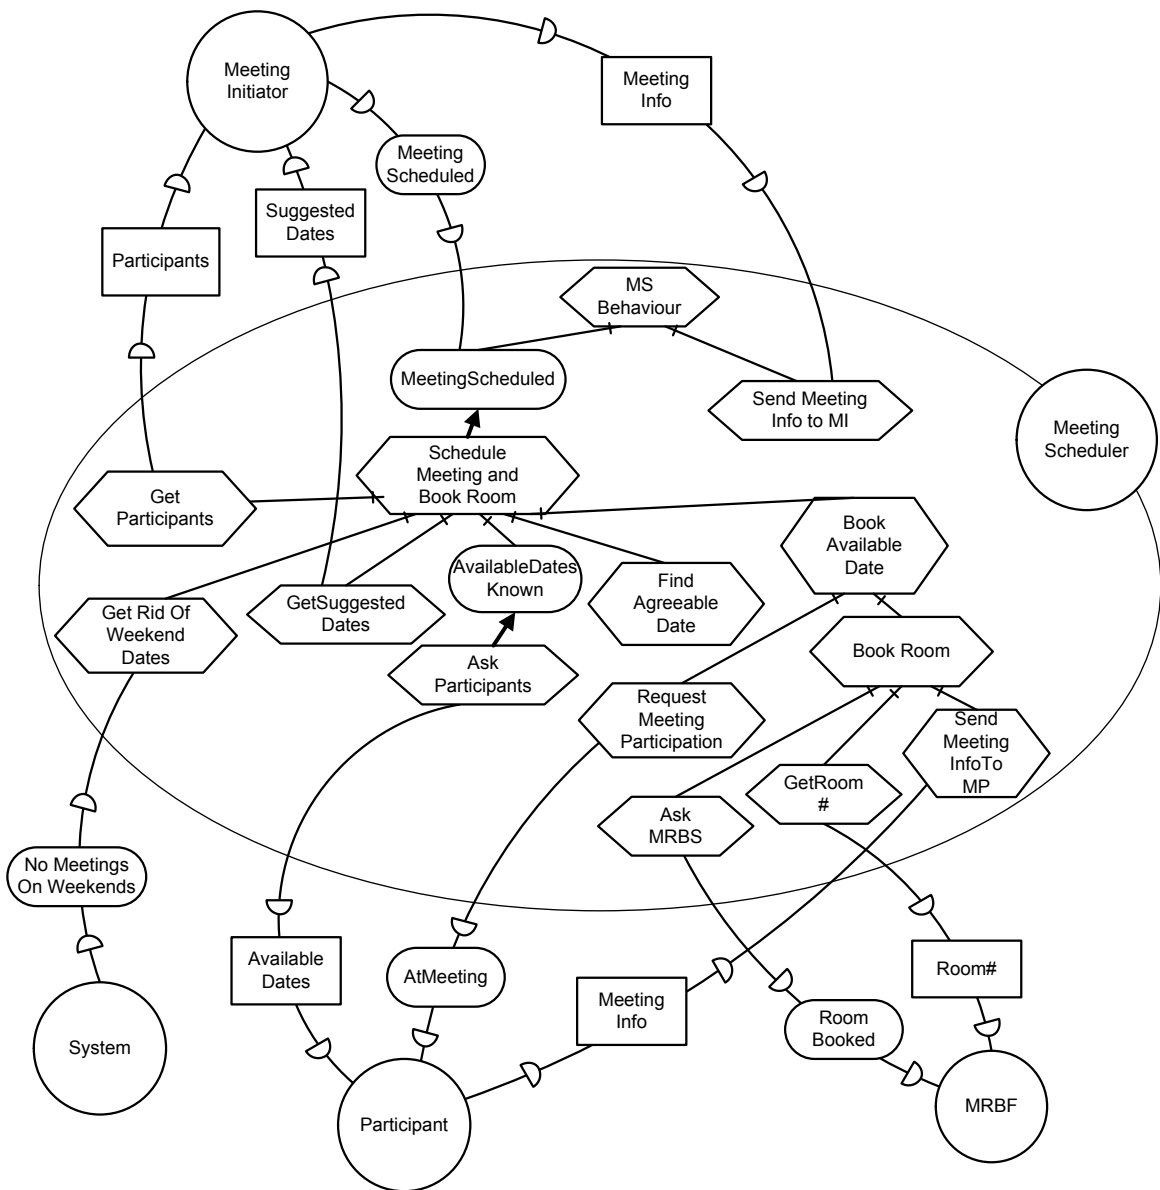 Meeting
Initiator
Meeting
Info
Meeting
Scheduled
Suggested
Dates
Participants
MS
Behaviour
MeetingScheduled
Send Meeting
Info to MI
Meeting
Scheduler
Schedule
Meeting and
Book Room
Get
Participants
Book
Available
Date
AvailableDates
Known
Find
Agreeable
Date
GetSuggested
Dates
Get Rid Of
Weekend
Dates
Ask
Participants
Book Room
Request
Meeting
Participation
Send
Meeting
InfoTo
MP
GetRoom
#
Ask
MRBS
No Meetings
On Weekends
Available
Dates
AtMeeting
Meeting
Info
Room#
Room
Booked
System
Participant
MRBF